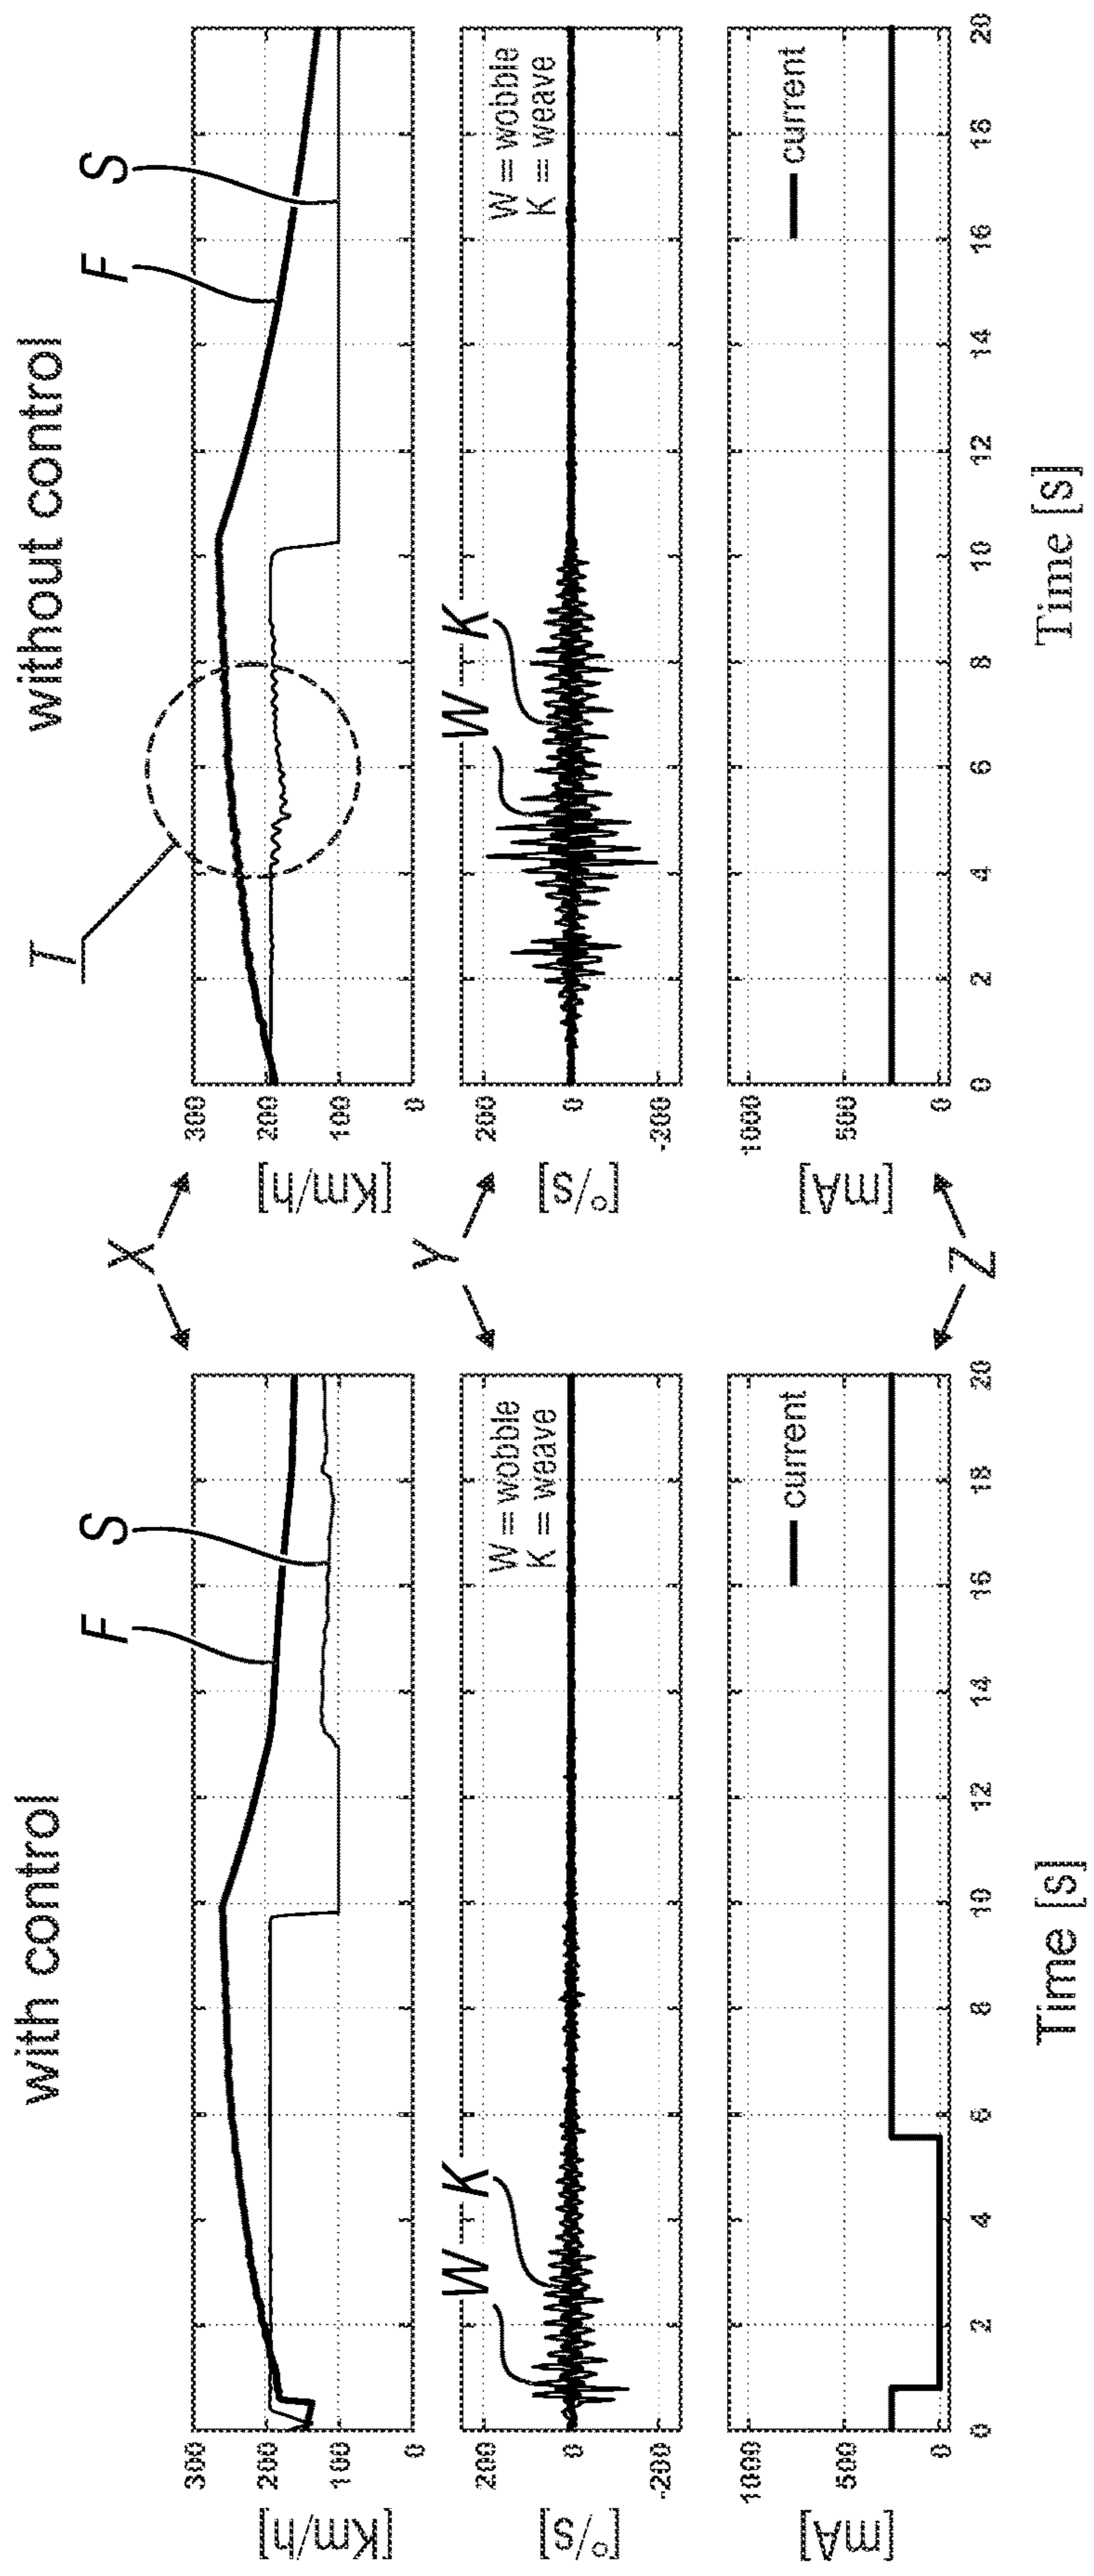 with control
F
S
300
200
100
0
[Km/h]
W
K
W = wobble
K = weave
200
0
-200
[°/s]
current
1000
500
0
[mA]
0
2
4
6
8
10
12
14
16
18
20
Time [s]
X
Y
Z
without control
T
F
S
300
200
100
0
[Km/h]
W
K
W = wobble
K = weave
200
0
-200
[°/s]
current
1000
500
0
[mA]
0
2
4
6
8
10
12
14
16
18
20
Time [s]